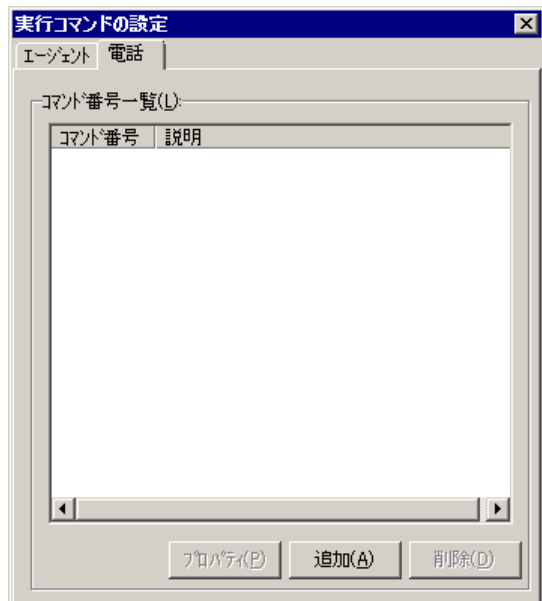 実行コマンドの設定
エージェント 電話
コマンド番号一覧(L):
コマンド番号 説明
プロパティ(P) 追加(A) 削除(D)